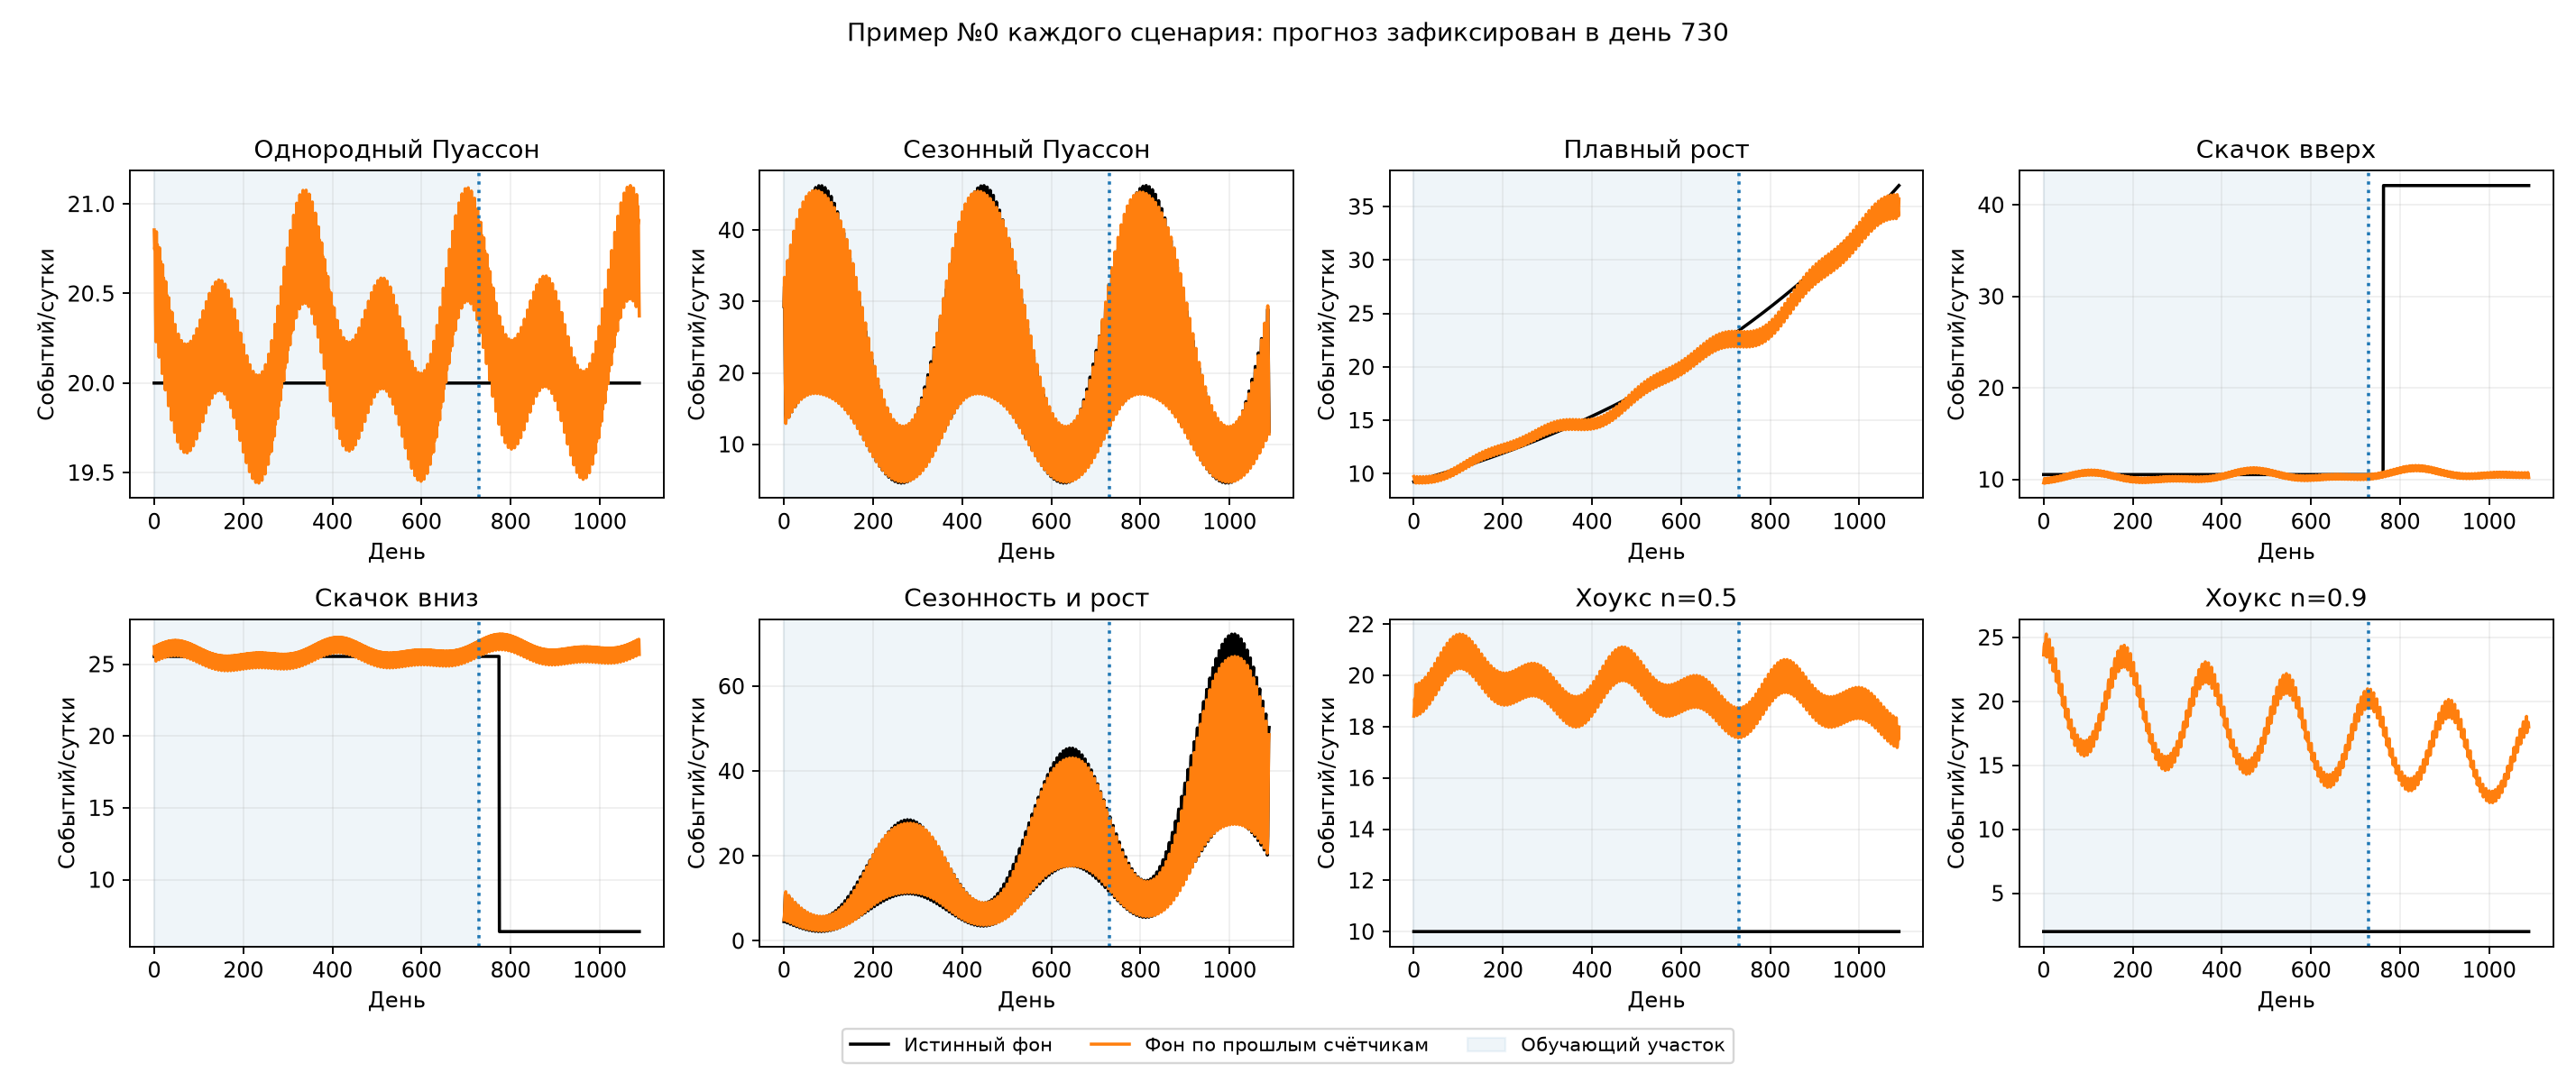 Пример №0 каждого сценария: прогноз зафиксирован в день 730
Однородный Пуассон
Событий/сутки
21.0
20.5
20.0
19.5
0 200 400 600 800 1000
День
Сезонный Пуассон
Событий/сутки
40
30
20
10
0 200 400 600 800 1000
День
Плавный рост
Событий/сутки
35
30
25
20
15
10
0 200 400 600 800 1000
День
Скачок вверх
Событий/сутки
40
30
20
10
0 200 400 600 800 1000
День
Скачок вниз
Событий/сутки
25
20
15
10
0 200 400 600 800 1000
День
Сезонность и рост
Событий/сутки
60
40
20
0
0 200 400 600 800 1000
День
Хоукс n=0.5
Событий/сутки
22
20
18
16
14
12
10
0 200 400 600 800 1000
День
Хоукс n=0.9
Событий/сутки
25
20
15
10
5
0 200 400 600 800 1000
День
Истинный фон Фон по прошлым счётчикам Обучающий участок